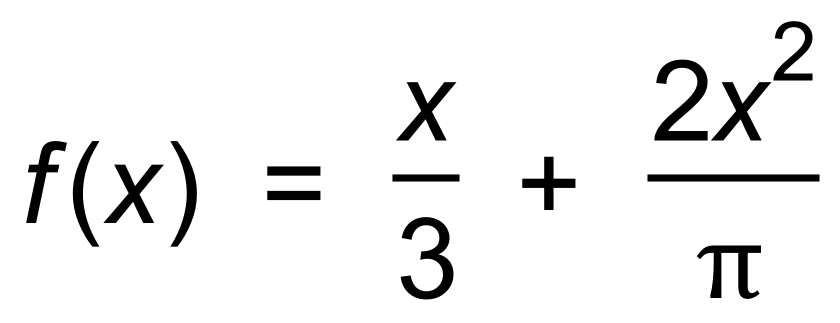 f(x) = x/3 + 2x²/π